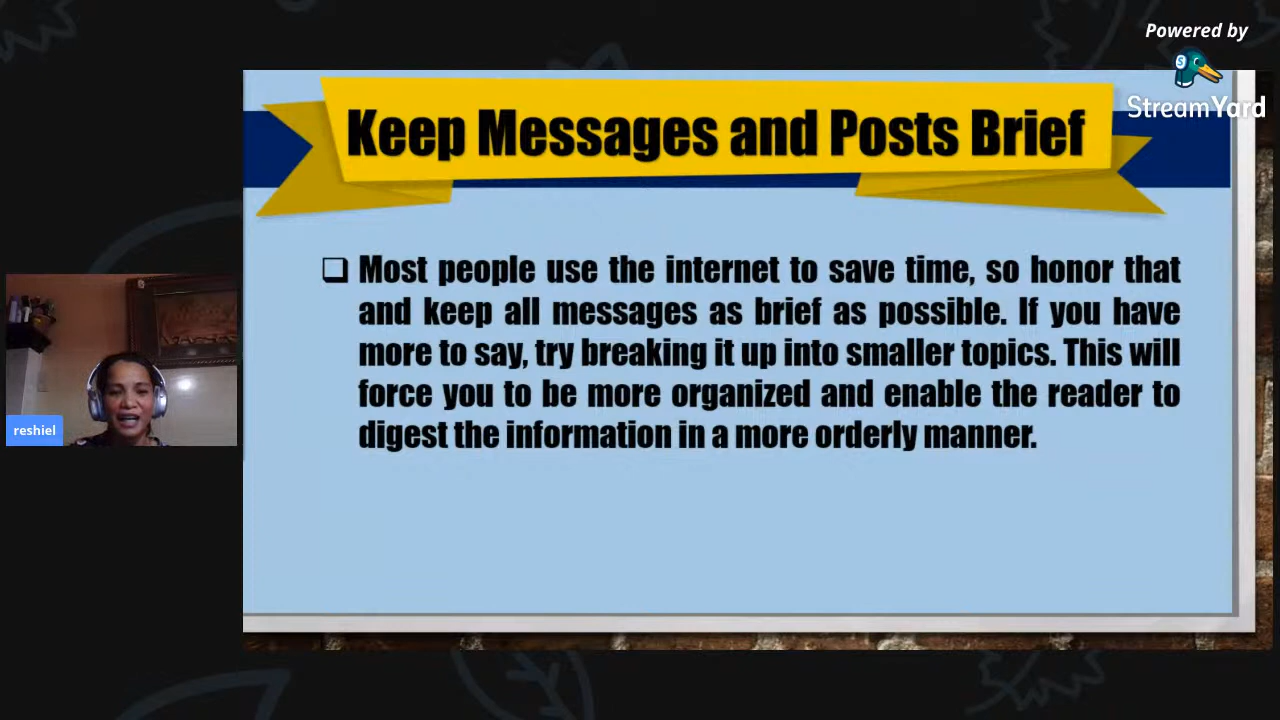 Powered by
StreamYard
Keep Messages and Posts Brief
Most people use the internet to save time, so honor that
and keep all messages as brief as possible. If you have
more to say, try breaking it up into smaller topics. This will
force you to be more organized and enable the reader to
digest the information in a more orderly manner.
reshiel